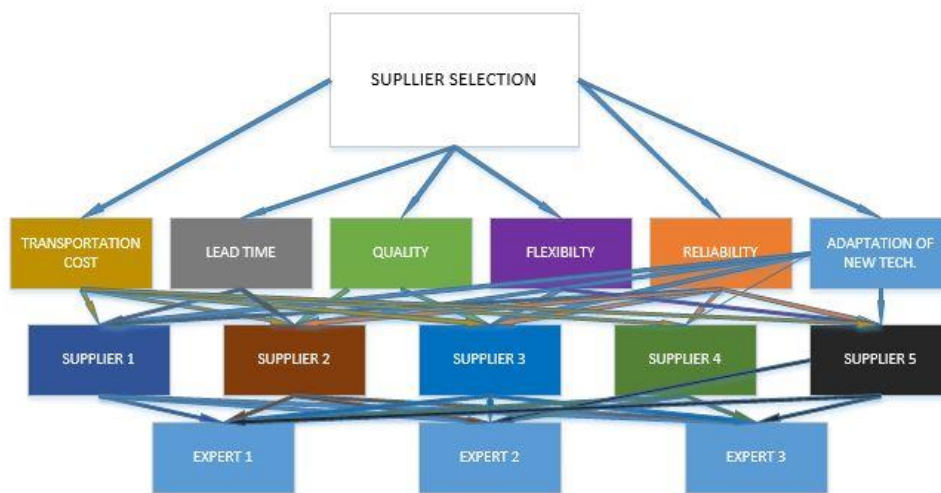 SUPLLIER SELECTION
TRANSPORTATION
COST
LEAD TIME
QUALITY
FLEXIBILTY
RELIABILITY
ADAPTATION OF
NEW TECH.
SUPPLIER 1
SUPPLIER 2
SUPPLIER 3
SUPPLIER 4
SUPPLIER 5
EXPERT 1
EXPERT 2
EXPERT 3